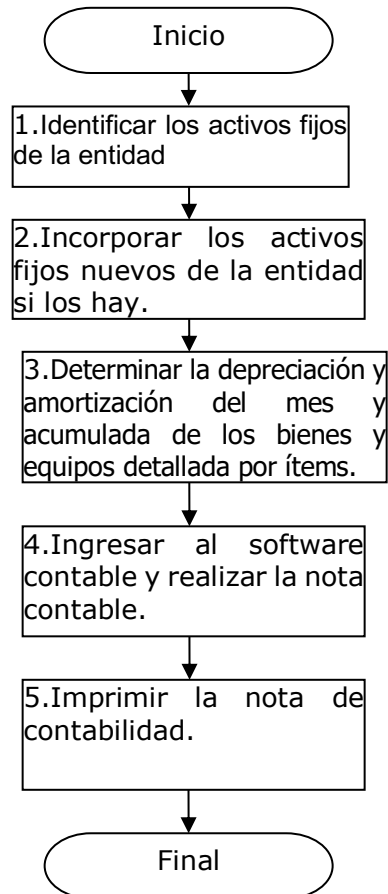 Inicio
1.Identificar los activos fijos
de la entidad
2.Incorporar los activos
fijos nuevos de la entidad
si los hay.
3.Determinar la depreciación y
amortización del mes y
acumulada de los bienes y
equipos detallada por ítems.
4.Ingresar al software
contable y realizar la nota
contable.
5.Imprimir la nota de
contabilidad.
Final